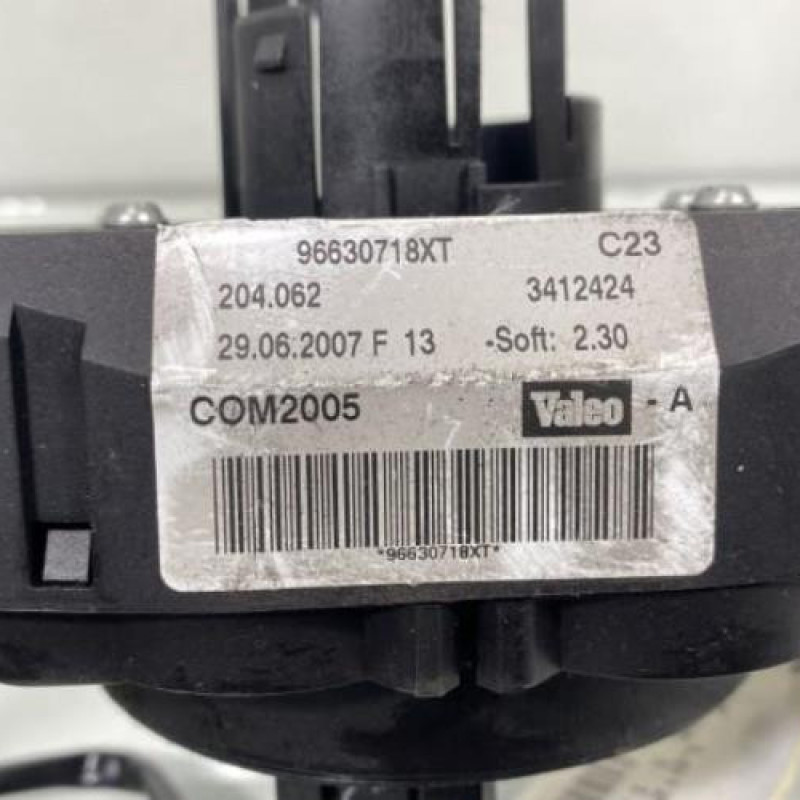 96630718XT C23
204.062 3412424
29.06.2007 F 13 -Soft: 2.30
COM2005 Valeo - A
*96630718XT*